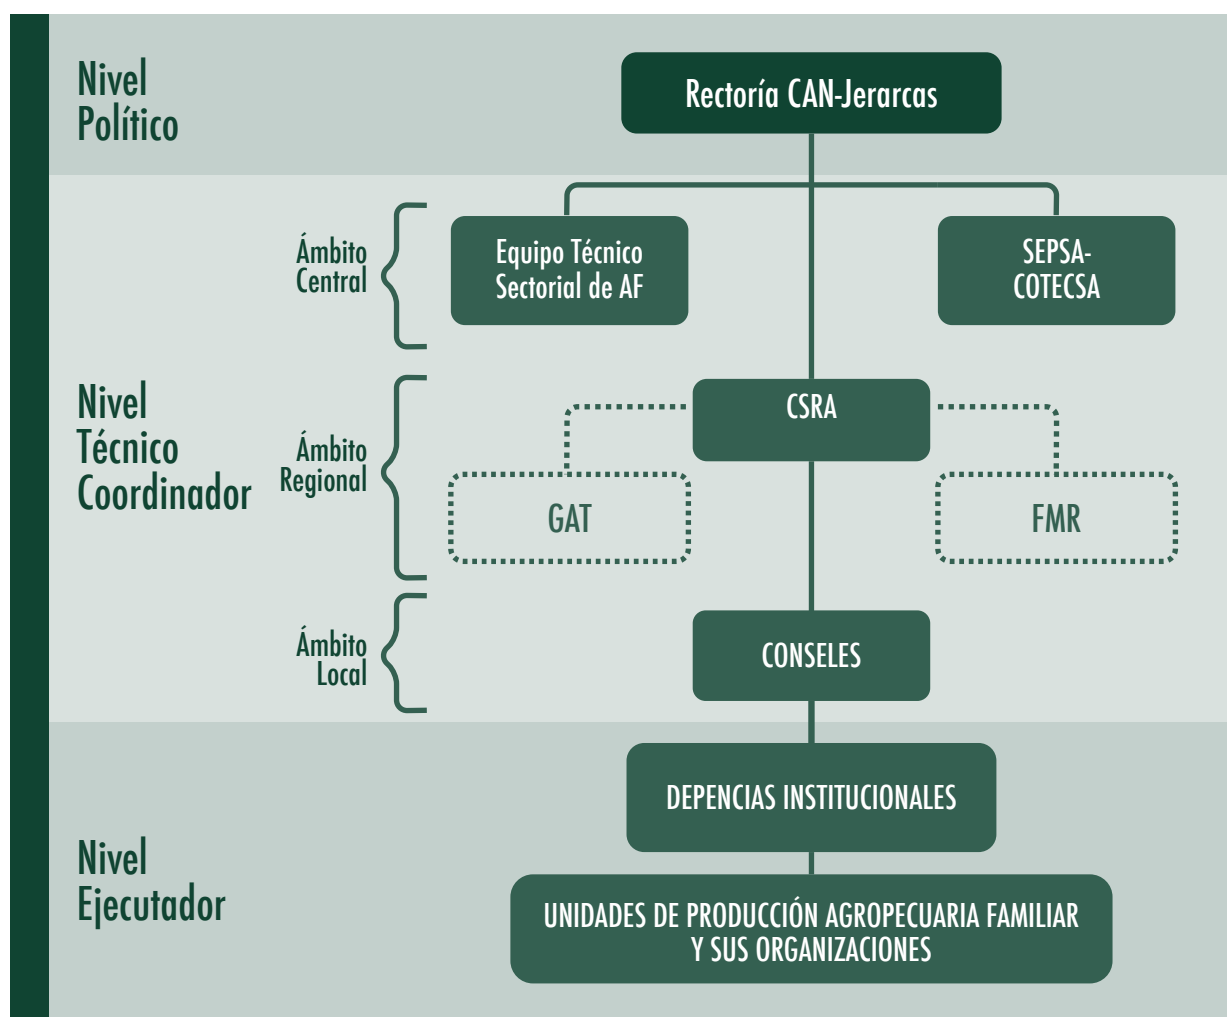 Nivel
Político
Rectoría CAN-Jerarcas
Ámbito
Central
Equipo Técnico
Sectorial de AF
SEPSA-
COTECSA
Nivel
Técnico
Coordinador
Ámbito
Regional
CSRA
GAT
FMR
Ámbito
Local
CONSELES
Nivel
Ejecutador
DEPENCIAS INSTITUCIONALES
UNIDADES DE PRODUCCIÓN AGROPECUARIA FAMILIAR
Y SUS ORGANIZACIONES